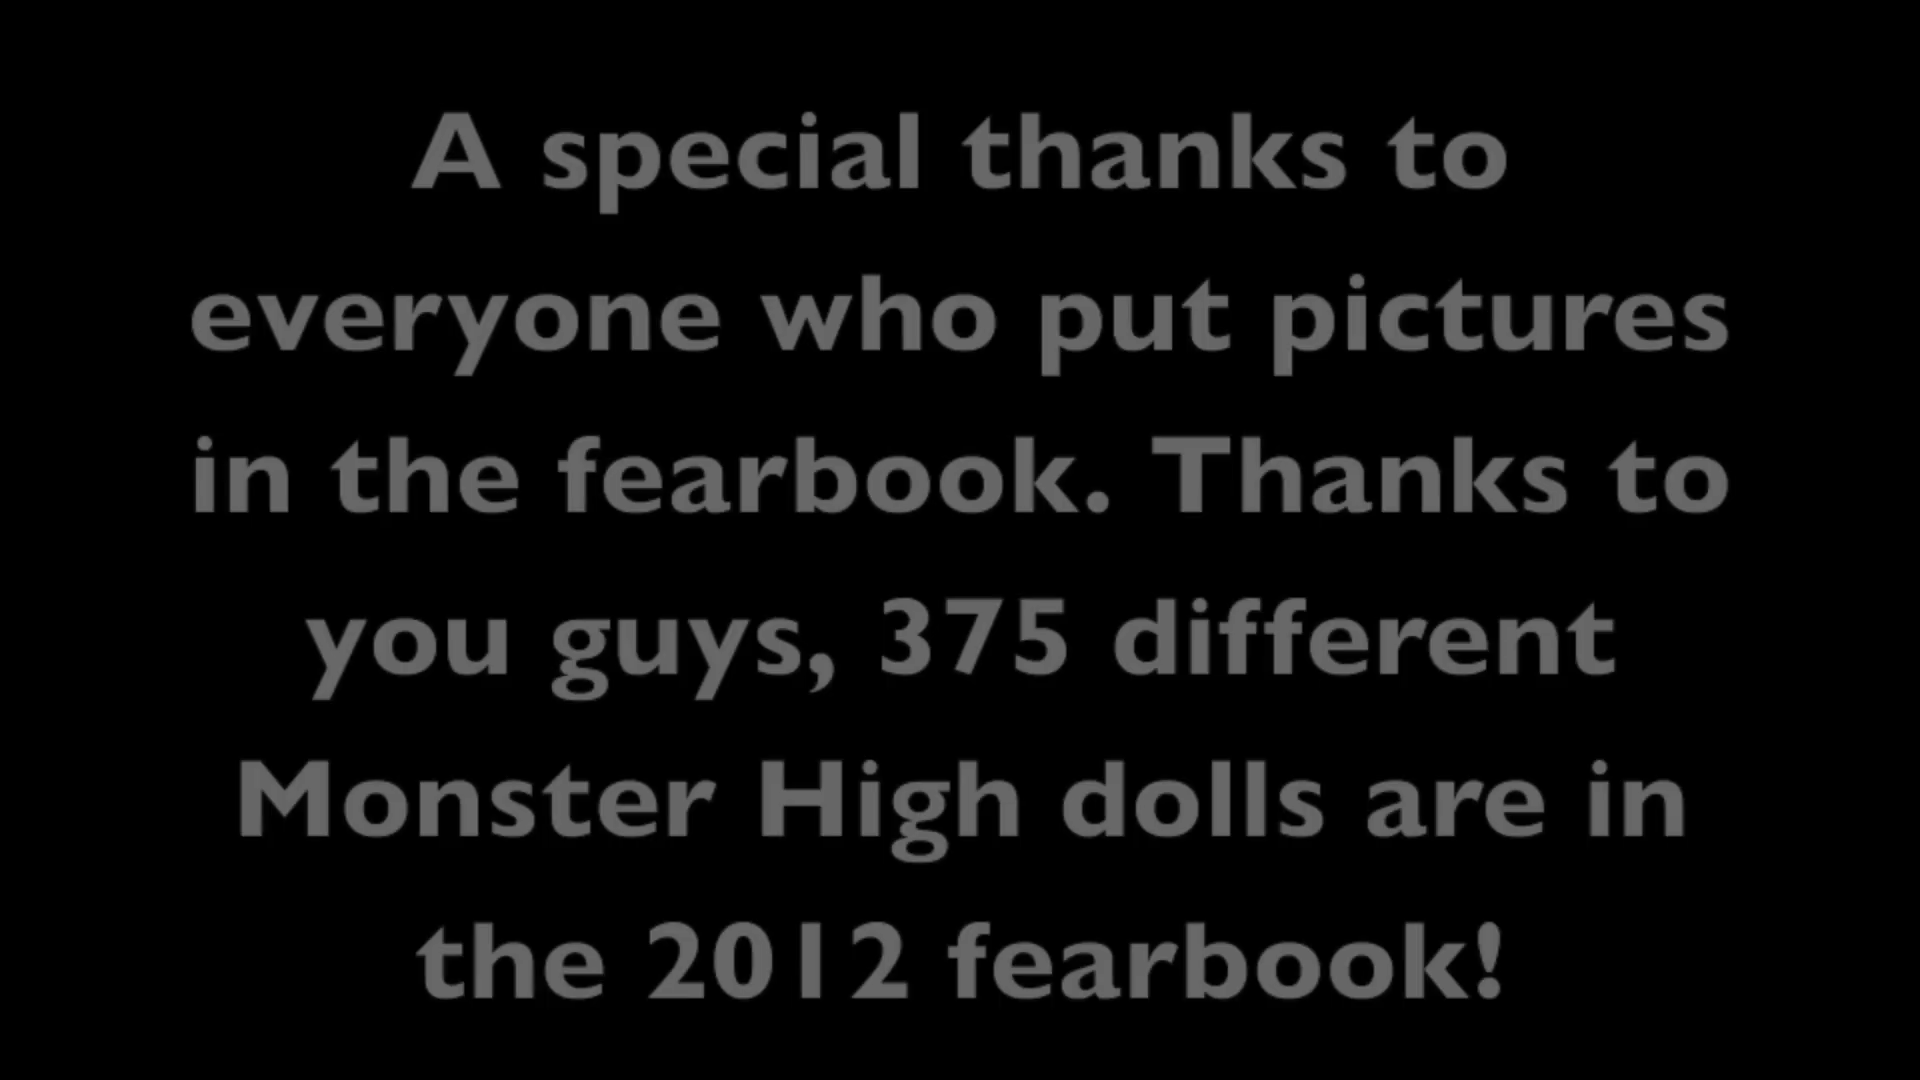 A special thanks to
everyone who put pictures
in the fearbook. Thanks to
you guys, 375 different
Monster High dolls are in
the 2012 fearbook!